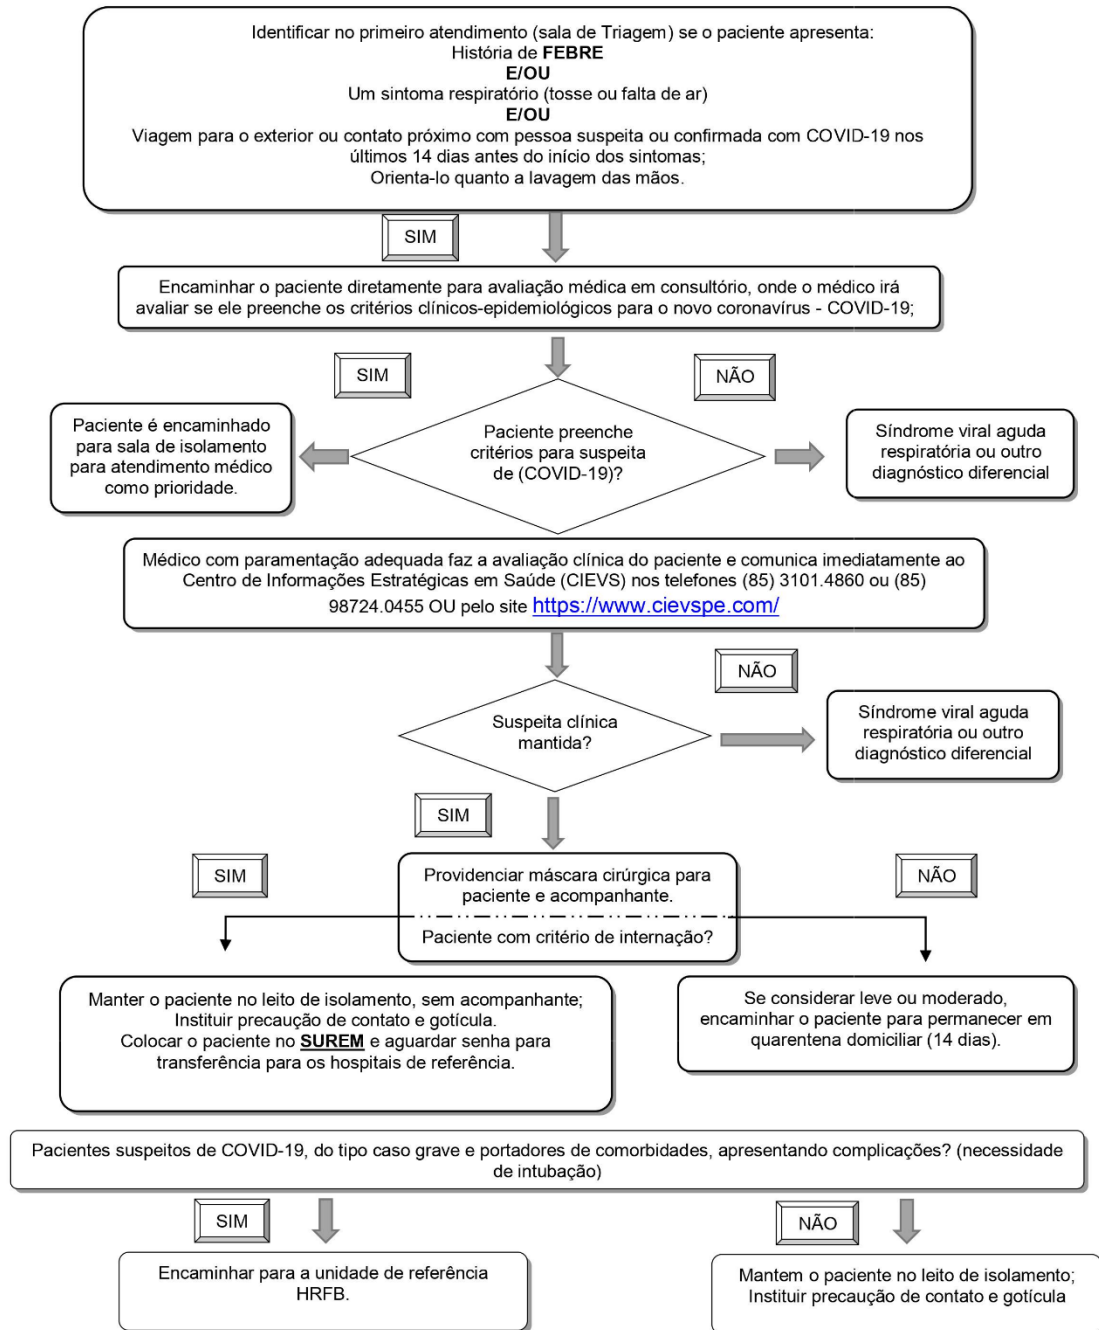 Identificar no primeiro atendimento (sala de Triagem) se o paciente apresenta:
História de FEBRE
E/OU
Um sintoma respiratório (tosse ou falta de ar)
E/OU
Viagem para o exterior ou contato próximo com pessoa suspeita ou confirmada com COVID-19 nos
últimos 14 dias antes do início dos sintomas;
Orienta-lo quanto a lavagem das mãos.
SIM
Encaminhar o paciente diretamente para avaliação médica em consultório, onde o médico irá
avaliar se ele preenche os critérios clínicos-epidemiológicos para o novo coronavírus - COVID-19;
SIM
NÃO
Paciente é encaminhado
para sala de isolamento
para atendimento médico
como prioridade.
Paciente preenche
critérios para suspeita
de (COVID-19)?
Síndrome viral aguda
respiratória ou outro
diagnóstico diferencial
Médico com paramentação adequada faz a avaliação clínica do paciente e comunica imediatamente ao
Centro de Informações Estratégicas em Saúde (CIEVS) nos telefones (85) 3101.4860 ou (85)
98724.0455 OU pelo site https://www.cievspe.com/
NÃO
Suspeita clínica
mantida?
Síndrome viral aguda
respiratória ou outro
diagnóstico diferencial
SIM
SIM
Providenciar máscara cirúrgica para
paciente e acompanhante.
Paciente com critério de internação?
NÃO
Manter o paciente no leito de isolamento, sem acompanhante;
Instituir precaução de contato e gotícula.
Colocar o paciente no SUREM e aguardar senha para
transferência para os hospitais de referência.
Se considerar leve ou moderado,
encaminhar o paciente para permanecer em
quarentena domiciliar (14 dias).
Pacientes suspeitos de COVID-19, do tipo caso grave e portadores de comorbidades, apresentando complicações? (necessidade
de intubação)
SIM
NÃO
Encaminhar para a unidade de referência
HRFB.
Mantem o paciente no leito de isolamento;
Instituir precaução de contato e gotícula